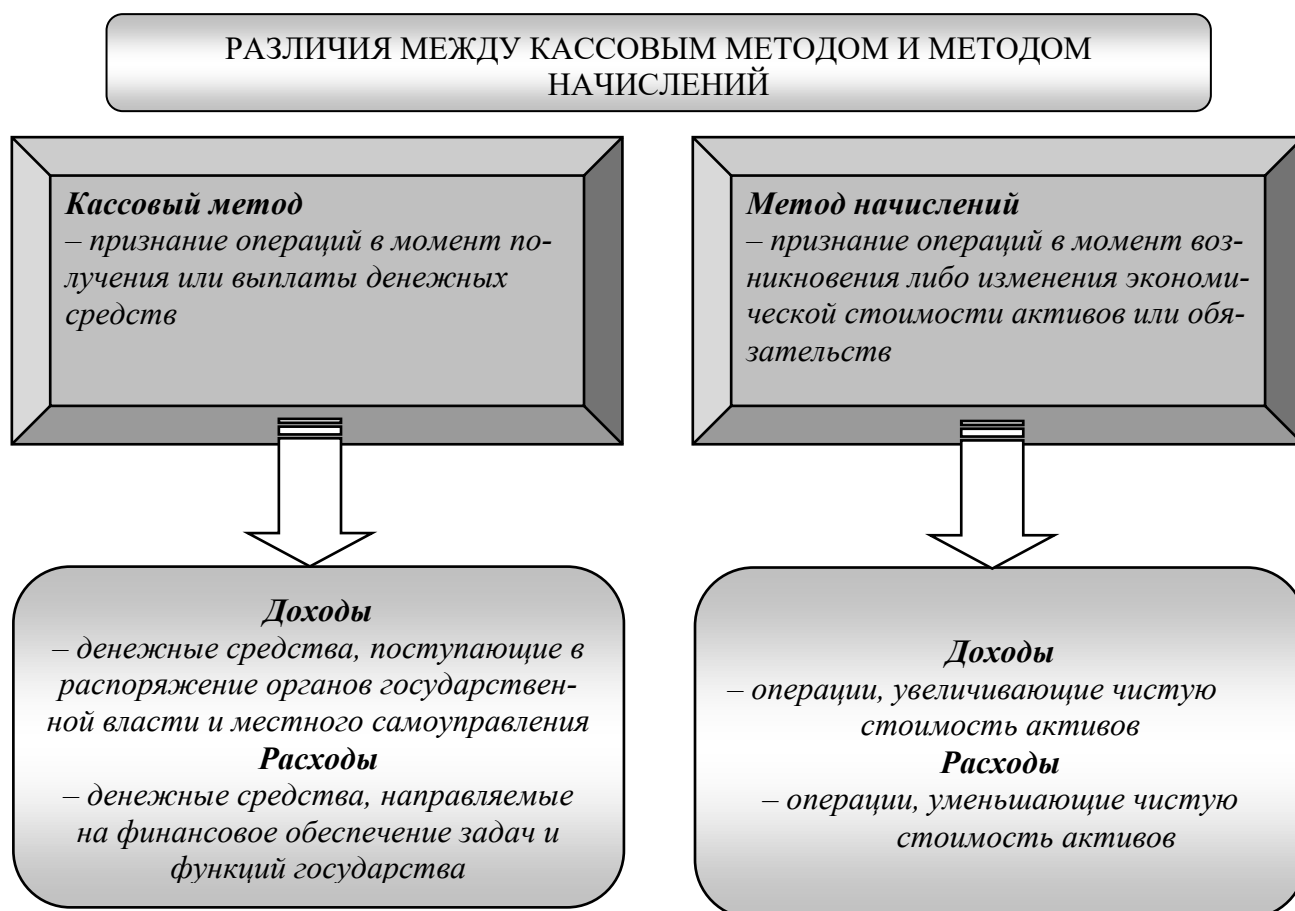 РАЗЛИЧИЯ МЕЖДУ КАССОВЫМ МЕТОДОМ И МЕТОДОМ
НАЧИСЛЕНИЙ
Кассовый метод
– признание операций в момент по-
лучения или выплаты денежных
средств
Метод начислений
– признание операций в момент воз-
никновения либо изменения экономи-
ческой стоимости активов или обя-
зательств
Доходы
– денежные средства, поступающие в
распоряжение органов государствен-
ной власти и местного самоуправления
Расходы
– денежные средства, направляемые
на финансовое обеспечение задач и
функций государства
Доходы
– операции, увеличивающие чистую
стоимость активов
Расходы
– операции, уменьшающие чистую
стоимость активов